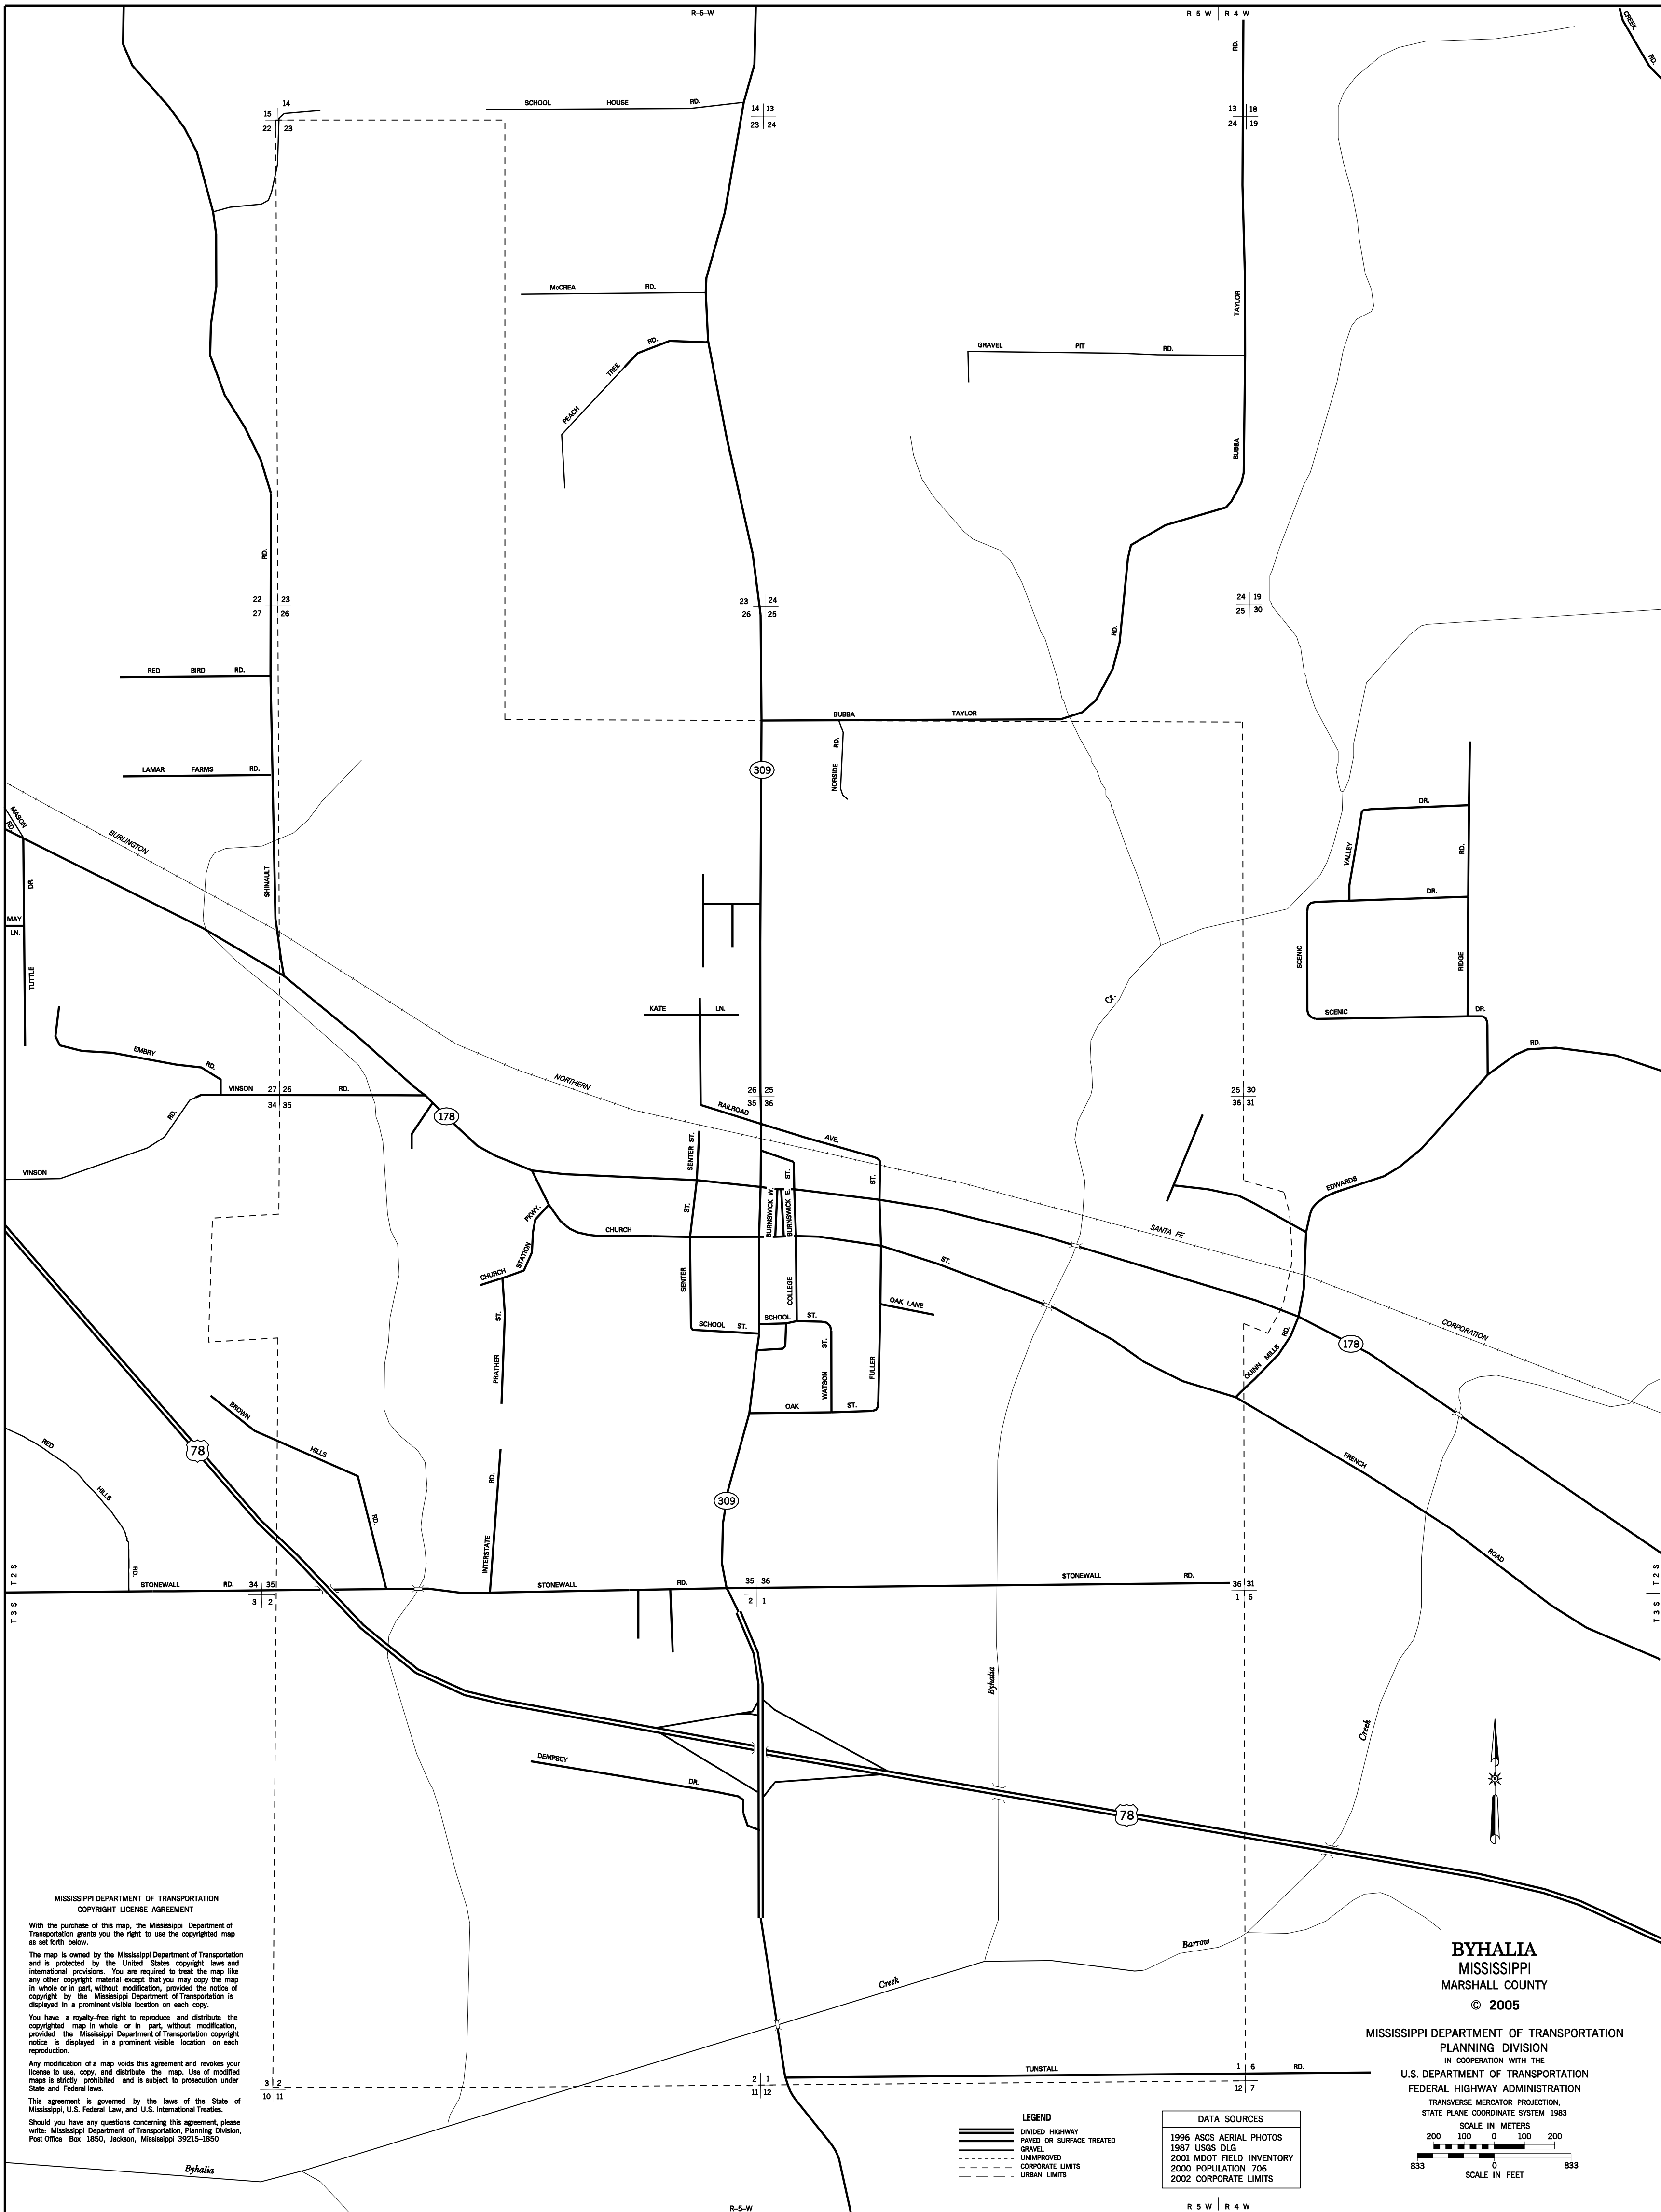 R-5-W
R 5 W R 4 W
CREEK RD.
RD.
14
15
22 23
SCHOOL HOUSE RD.
14 13
23 24
13 18
24 19
McCREA RD.
TAYLOR
PEACH TREE RD.
GRAVEL PIT RD.
BUBBA
RD.
22 23
27 26
23 24
26 25
24 19
25 30
RD.
RED BIRD RD.
BUBBA TAYLOR
NORSIDE RD.
309
LAMAR FARMS RD.
MASON RD.
BURLINGTON
DR.
VALLEY
RD.
SHINAULT
DR.
DR.
MAY
LN.
TUTTLE
SCENIC
RIDGE
Cr.
KATE LN.
SCENIC DR.
RD.
EMBRY RD.
NORTHERN
VINSON RD.
27 26
34 35
26 25
35 36
25 30
36 31
RD.
178
RAILROAD AVE.
SENTER ST.
ST.
ST.
VINSON
EDWARDS
ST.
BURNSWICK W.
BURNSWICK E.
PKWY.
CHURCH
SANTA FE
STATION
CHURCH
ST.
SENTER
COLLEGE
OAK LANE
ST.
SCHOOL ST.
SCHOOL ST.
CORPORATION
QUINN MILLS RD.
178
PRATHER
ST.
WATSON
FULLER
OAK ST.
BROWN HILLS
RD.
RED HILLS
RD.
78
FRENCH
RD.
309
INTERSTATE
ROAD
T 2 S
T 3 S
STONEWALL RD.
34 35
3 2
STONEWALL RD.
35 36
2 1
STONEWALL RD.
36 31
1 6
T 2 S
T 3 S
Byhalia
Creek
DEMPSEY DR.
78
Barrow
Creek
MISSISSIPPI DEPARTMENT OF TRANSPORTATION
COPYRIGHT LICENSE AGREEMENT
With the purchase of this map, the Mississippi Department of
Transportation grants you the right to use the copyrighted map
as set forth below.
The map is owned by the Mississippi Department of Transportation
and is protected by the United States copyright laws and
international provisions. You are required to treat the map like
any other copyright material except that you may copy the map
in whole or in part, without modification, provided the notice of
copyright by the Mississippi Department of Transportation is
displayed in a prominent visible location on each copy.
You have a royalty-free right to reproduce and distribute the
copyrighted map in whole or in part, without modification,
provided the Mississippi Department of Transportation copyright
notice is displayed in a prominent visible location on each
reproduction.
Any modification of a map voids this agreement and revokes your
license to use, copy, and distribute the map. Use of modified
maps is strictly prohibited and is subject to prosecution under
State and Federal laws.
This agreement is governed by the laws of the State of
Mississippi, U.S. Federal Law, and U.S. International Treaties.
Should you have any questions concerning this agreement, please
write: Mississippi Department of Transportation, Planning Division,
Post Office Box 1850, Jackson, Mississippi 39215-1850
3 2
10 11
2 1
11 12
TUNSTALL RD.
1 6
12 7
Byhalia
BYHALIA
MISSISSIPPI
MARSHALL COUNTY
© 2005
MISSISSIPPI DEPARTMENT OF TRANSPORTATION
PLANNING DIVISION
IN COOPERATION WITH THE
U.S. DEPARTMENT OF TRANSPORTATION
FEDERAL HIGHWAY ADMINISTRATION
TRANSVERSE MERCATOR PROJECTION,
STATE PLANE COORDINATE SYSTEM 1983
SCALE IN METERS
200 100 0 100 200
833 0 833
SCALE IN FEET
LEGEND
DIVIDED HIGHWAY
PAVED OR SURFACE TREATED
GRAVEL
UNIMPROVED
CORPORATE LIMITS
URBAN LIMITS
DATA SOURCES
1996 ASCS AERIAL PHOTOS
1987 USGS DLG
2001 MDOT FIELD INVENTORY
2000 POPULATION 706
2002 CORPORATE LIMITS
R-5-W
R 5 W R 4 W